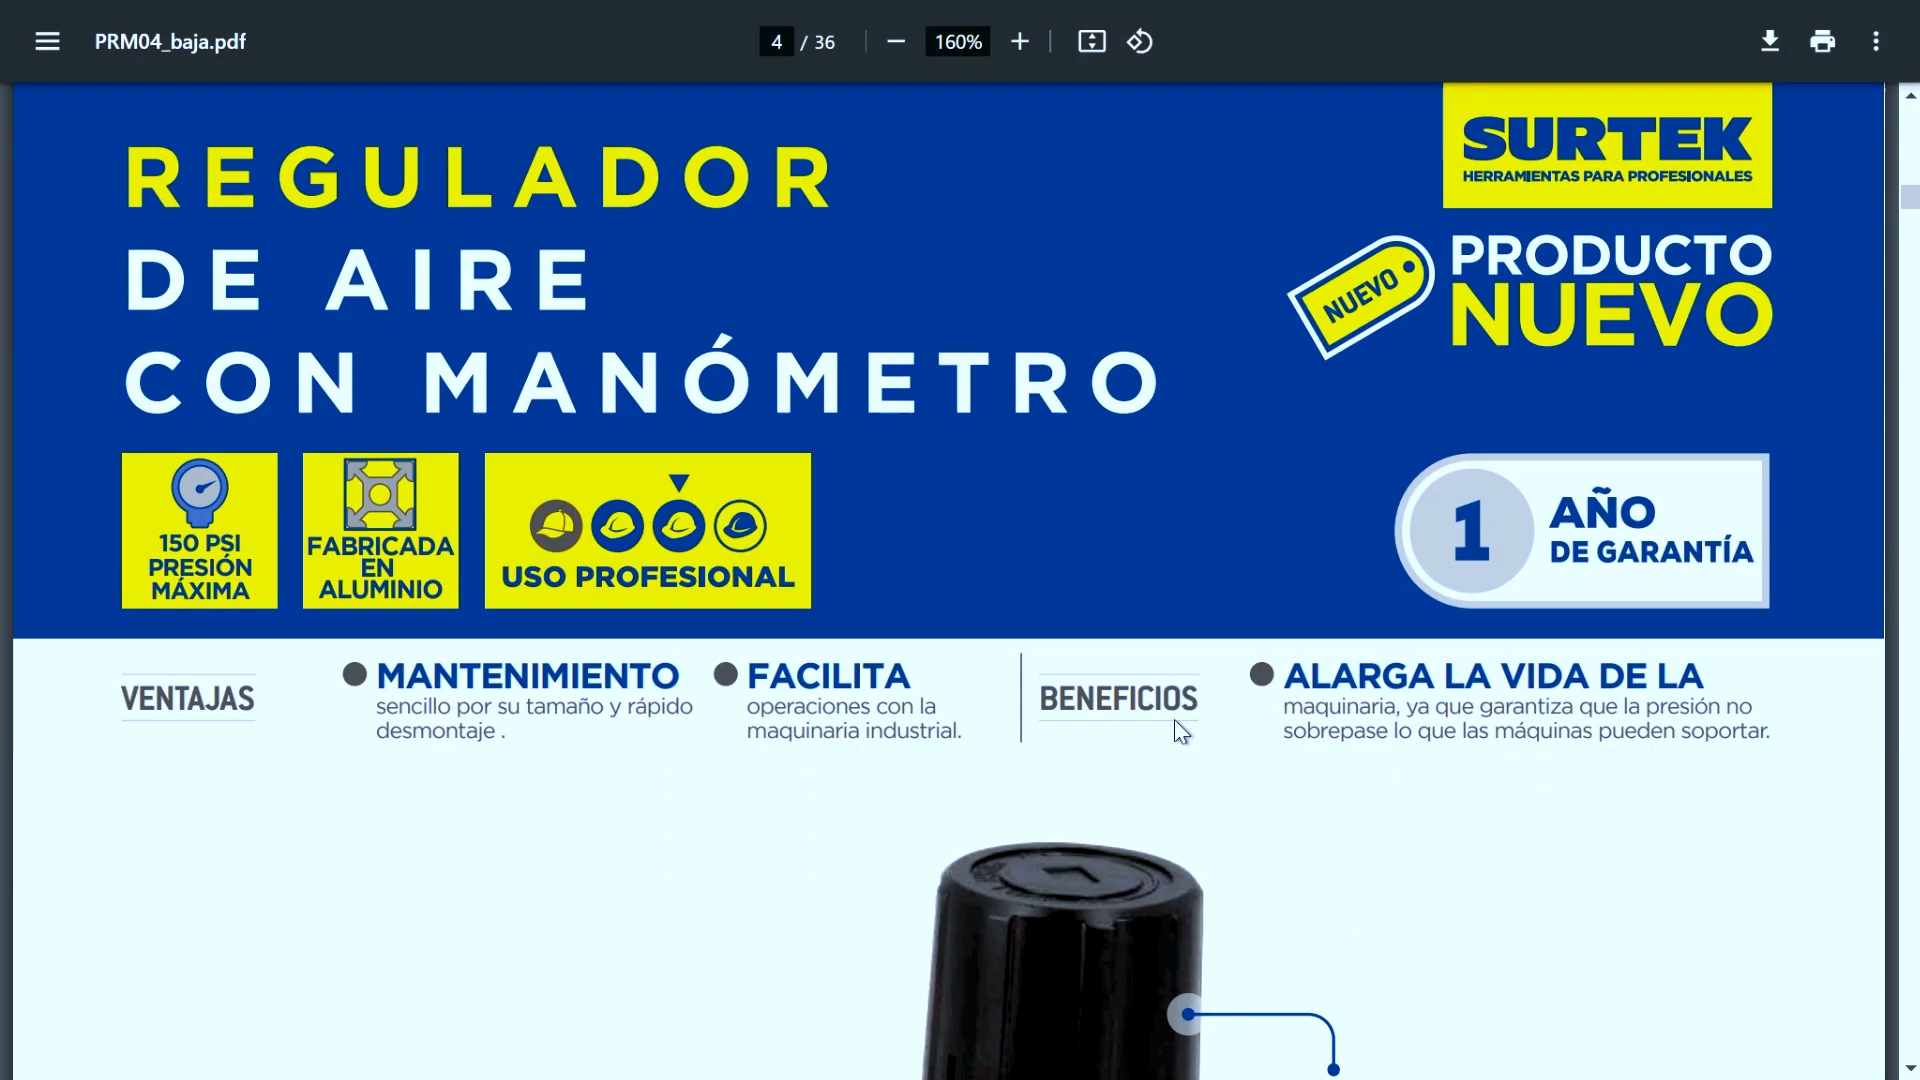 PRM04_baja.pdf
4 / 36
160%
REGULADOR
DE AIRE
CON MANÓMETRO
SURTEK
HERRAMIENTAS PARA PROFESIONALES
NUEVO
PRODUCTO
NUEVO
150 PSI
PRESIÓN
MÁXIMA
FABRICADA
EN
ALUMINIO
USO PROFESIONAL
1
AÑO
DE GARANTÍA
VENTAJAS
MANTENIMIENTO
sencillo por su tamaño y rápido
desmontaje .
FACILITA
operaciones con la
maquinaria industrial.
BENEFICIOS
ALARGA LA VIDA DE LA
maquinaria, ya que garantiza que la presión no
sobrepase lo que las máquinas pueden soportar.